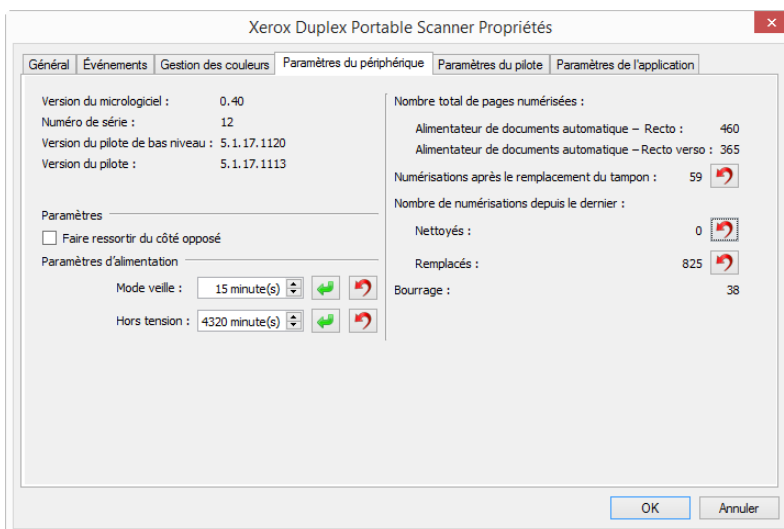 Xerox Duplex Portable Scanner Propriétés
Général Événements Gestion des couleurs Paramètres du périphérique Paramètres du pilote Paramètres de l'application
Version du micrologiciel : 0.40
Numéro de série : 12
Version du pilote de bas niveau : 5.1.17.1120
Version du pilote : 5.1.17.1113
Paramètres
Faire ressortir du côté opposé
Paramètres d'alimentation
Mode veille : 15 minute(s)
Hors tension : 4320 minute(s)
Nombre total de pages numérisées :
Alimentateur de documents automatique – Recto : 460
Alimentateur de documents automatique – Recto verso : 365
Numérisations après le remplacement du tampon : 59
Nombre de numérisations depuis le dernier :
Nettoyés : 0
Remplacés : 825
Bourrage : 38
OK Annuler